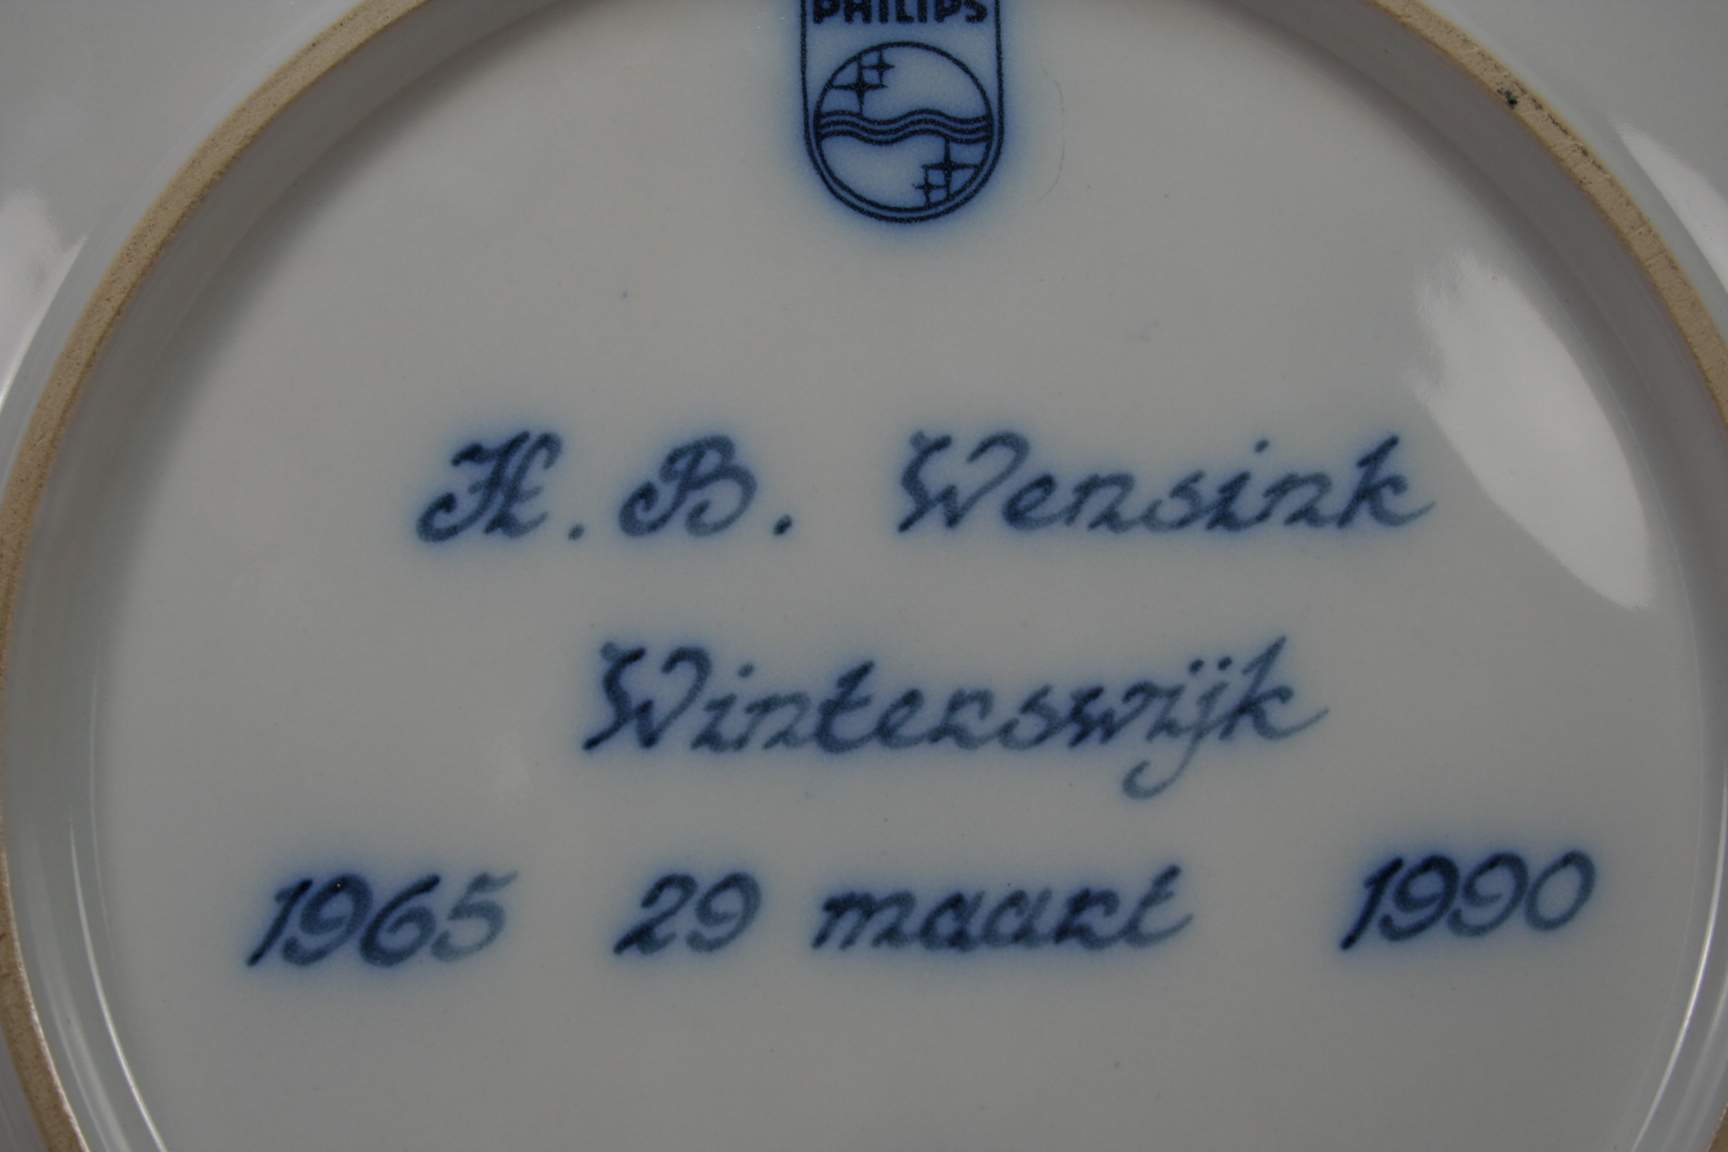 PHILIPS
H. B. Wensink
Winterswijk
1965 29 maart 1990